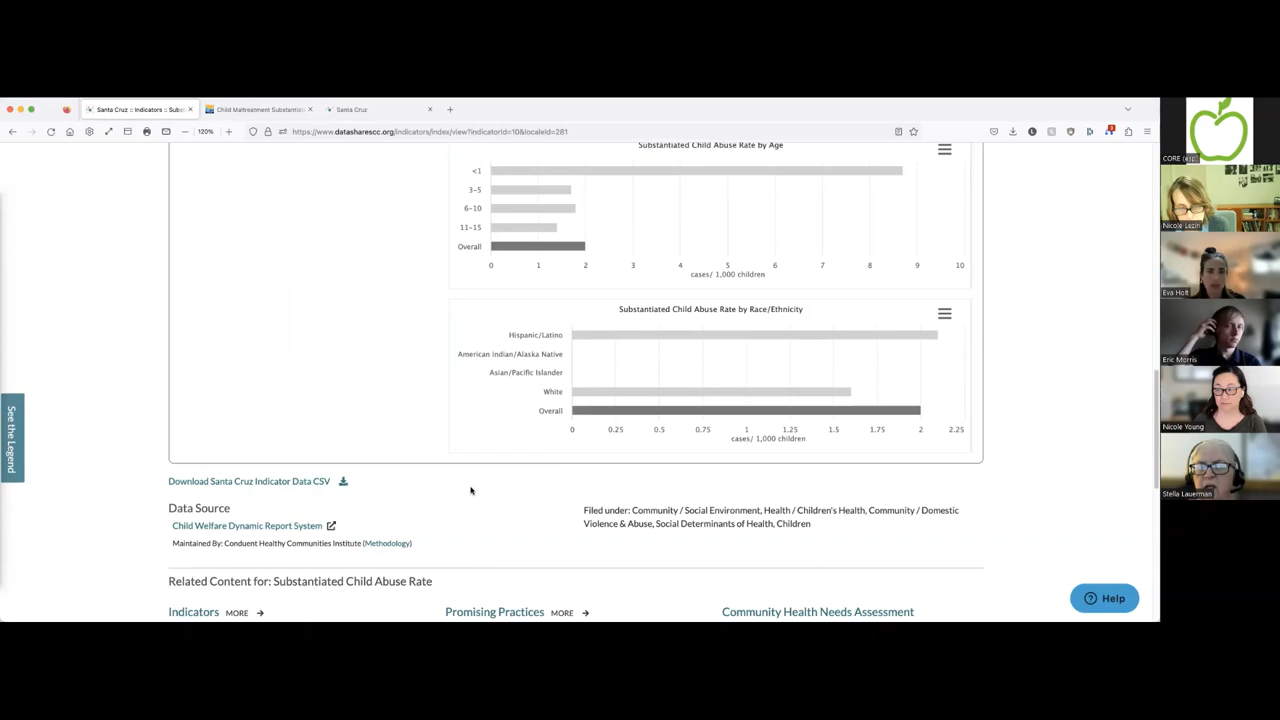 Santa Cruz :: Indicators :: Subst
Child Maltreatment Substantiati
Santa Cruz
120%
https://www.datasharescc.org/indicators/index/view?indicatorId=10&localeId=281
Substantiated Child Abuse Rate by Age
<1
3-5
6-10
11-15
Overall
0 1 2 3 4 5 6 7 8 9 10
cases/ 1,000 children
Substantiated Child Abuse Rate by Race/Ethnicity
Hispanic/Latino
American Indian/Alaska Native
Asian/Pacific Islander
White
Overall
0 0.25 0.5 0.75 1 1.25 1.5 1.75 2 2.25
cases/ 1,000 children
See the Legend
Download Santa Cruz Indicator Data CSV
Data Source
Child Welfare Dynamic Report System
Maintained By: Conduent Healthy Communities Institute (Methodology)
Filed under: Community / Social Environment, Health / Children's Health, Community / Domestic
Violence & Abuse, Social Determinants of Health, Children
Related Content for: Substantiated Child Abuse Rate
Indicators MORE
Promising Practices MORE
Community Health Needs Assessment
Help
CORE
Nicole Lezin
Eva Holt
Eric Morris
Nicole Young
Stella Lauerman